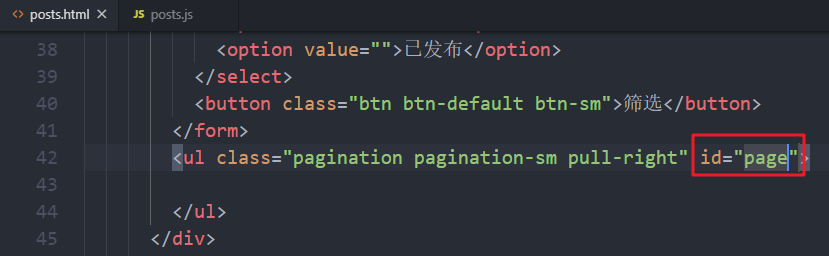 <> posts.html × JS posts.js
38 <option value="">已发布</option>
39 </select>
40 <button class="btn btn-default btn-sm">筛选</button>
41 </form>
42 <ul class="pagination pagination-sm pull-right" id="page">
43
44 </ul>
45 </div>